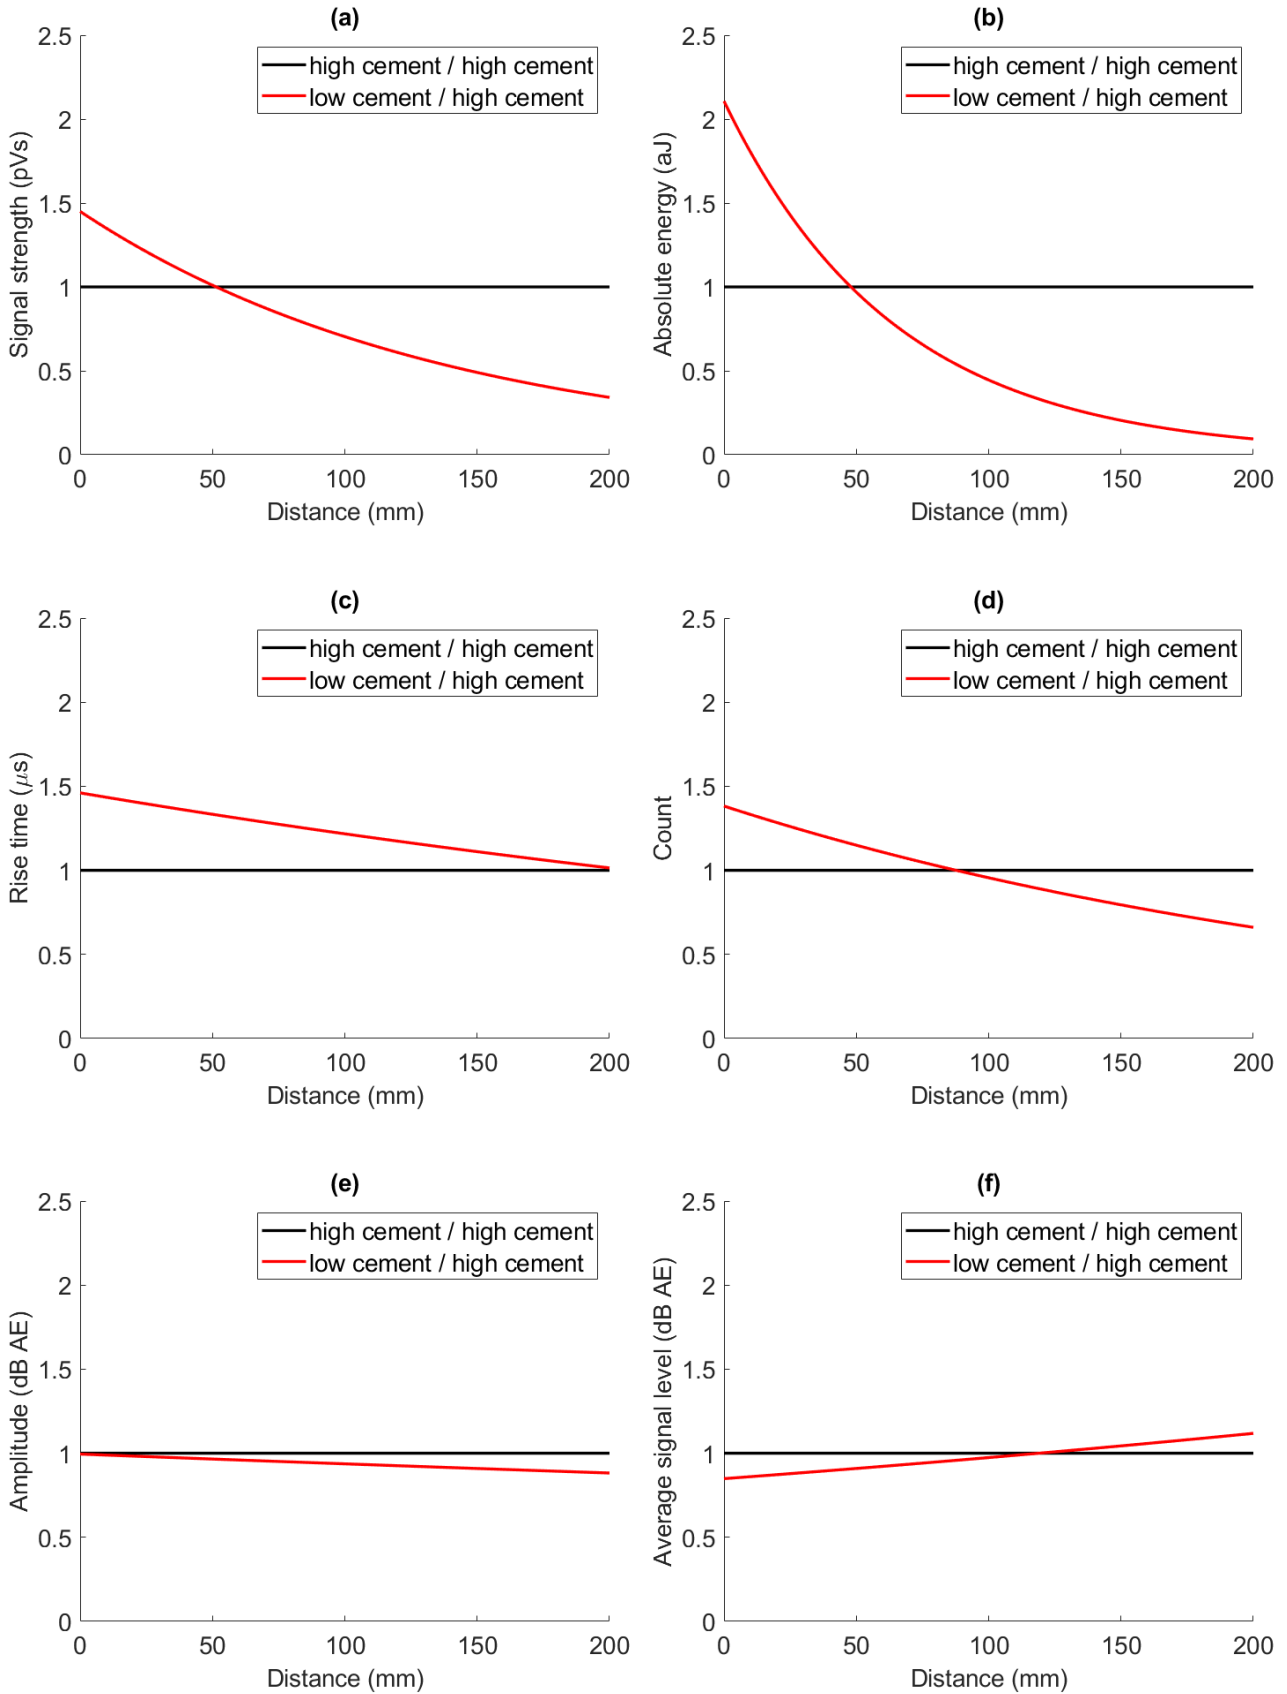 (a)
2.5
2
1.5
1
0.5
0
Signal strength (pVs)
high cement / high cement
low cement / high cement
0 50 100 150 200
Distance (mm)
(b)
2.5
2
1.5
1
0.5
0
Absolute energy (aJ)
high cement / high cement
low cement / high cement
0 50 100 150 200
Distance (mm)
(c)
2.5
2
1.5
1
0.5
0
Rise time (μs)
high cement / high cement
low cement / high cement
0 50 100 150 200
Distance (mm)
(d)
2.5
2
1.5
1
0.5
0
Count
high cement / high cement
low cement / high cement
0 50 100 150 200
Distance (mm)
(e)
2.5
2
1.5
1
0.5
0
Amplitude (dB AE)
high cement / high cement
low cement / high cement
0 50 100 150 200
Distance (mm)
(f)
2.5
2
1.5
1
0.5
0
Average signal level (dB AE)
high cement / high cement
low cement / high cement
0 50 100 150 200
Distance (mm)